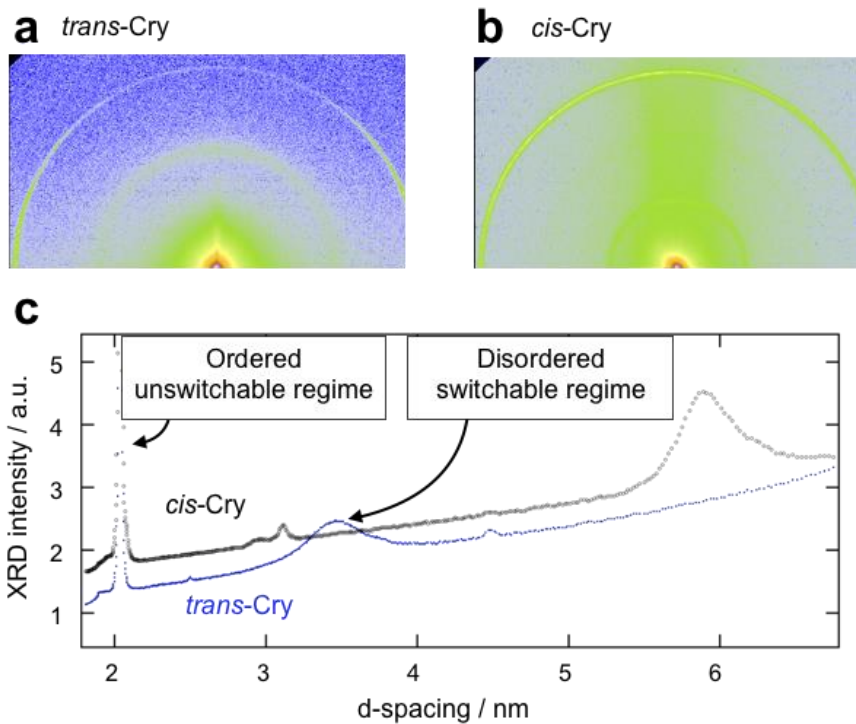 a trans-Cry
b cis-Cry
c
Ordered
unswitchable regime
Disordered
switchable regime
5
4
3
2
1
XRD intensity / a.u.
cis-Cry
trans-Cry
2 3 4 5 6
d-spacing / nm